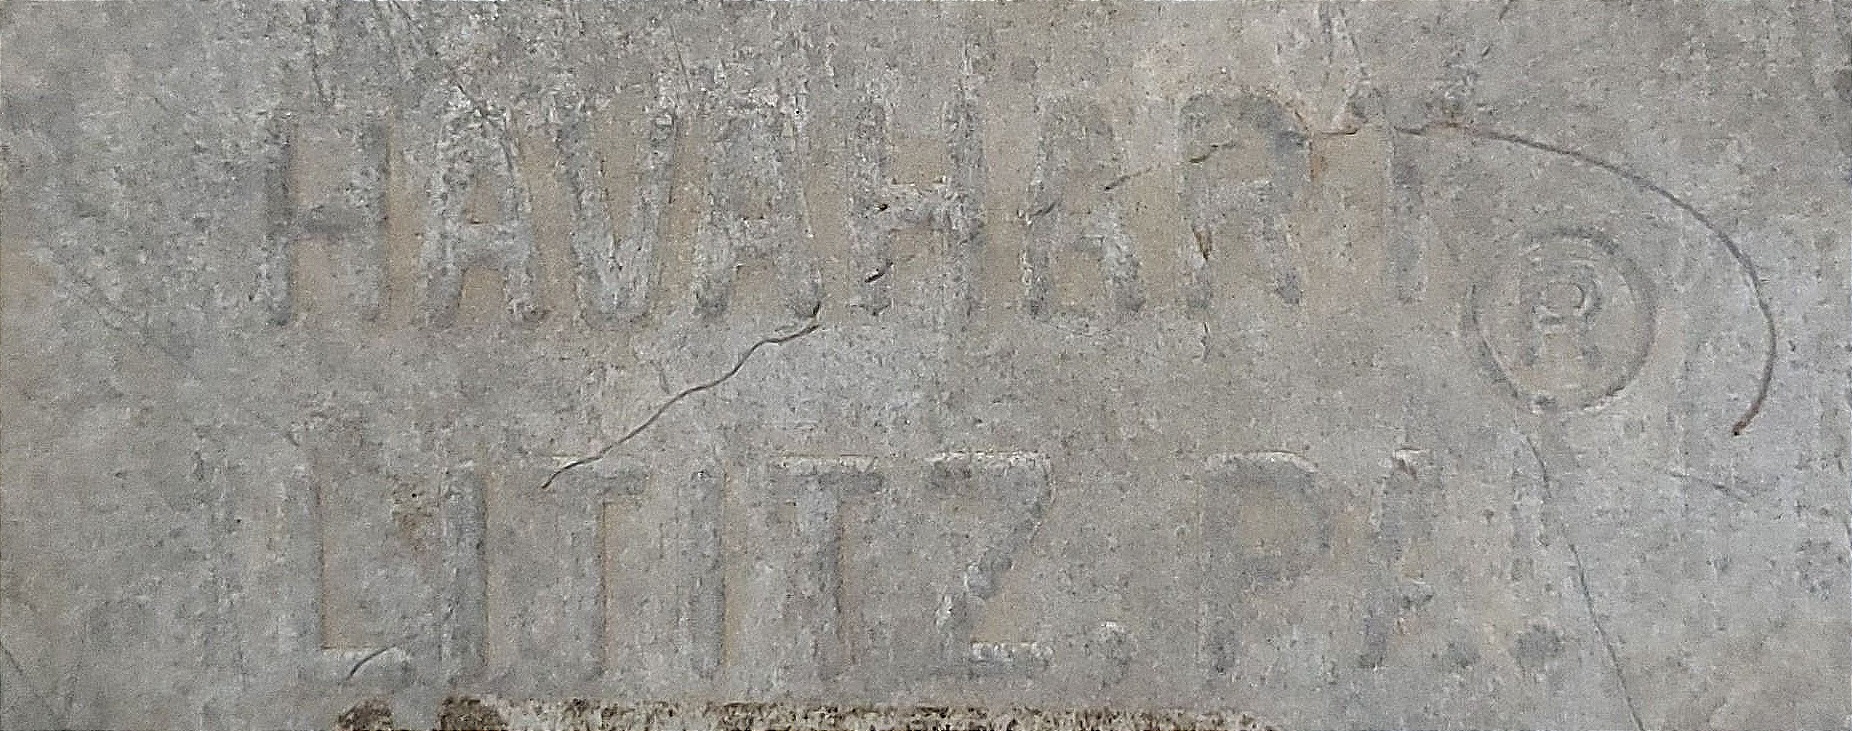 HAVAHART ®
LITITZ, PA.